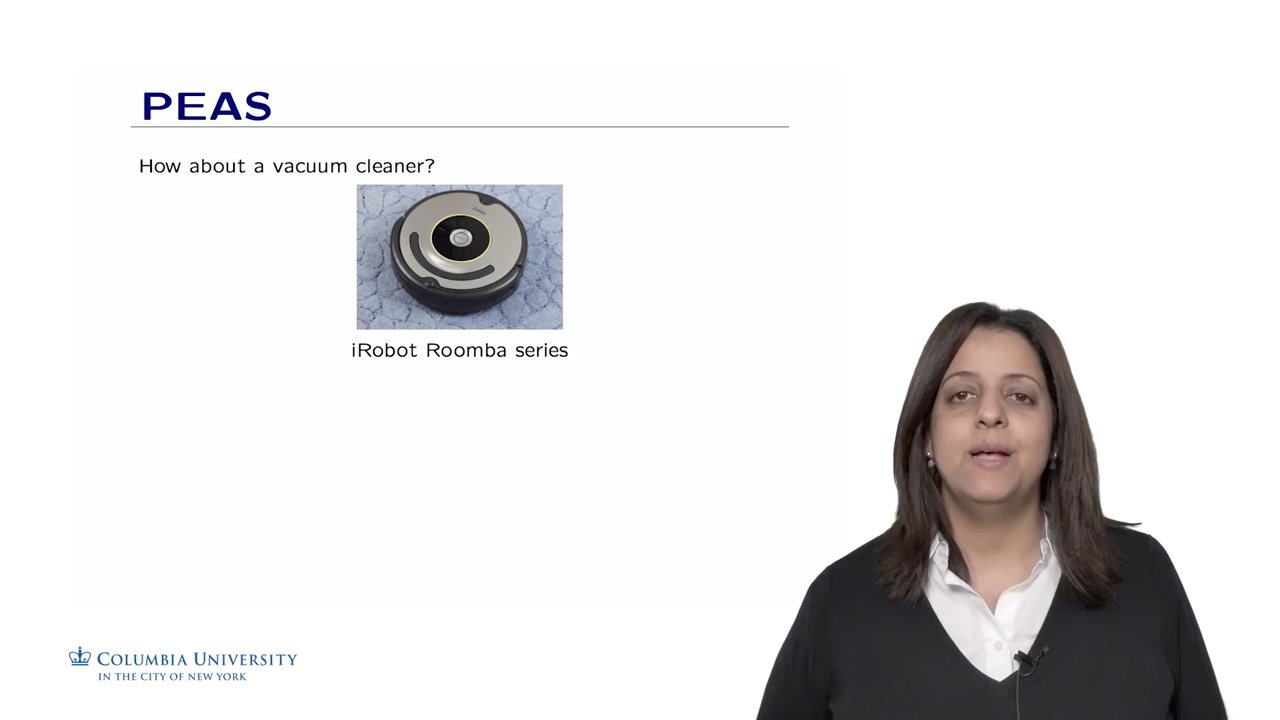 PEAS
How about a vacuum cleaner?
iRobot Roomba series
COLUMBIA UNIVERSITY
IN THE CITY OF NEW YORK